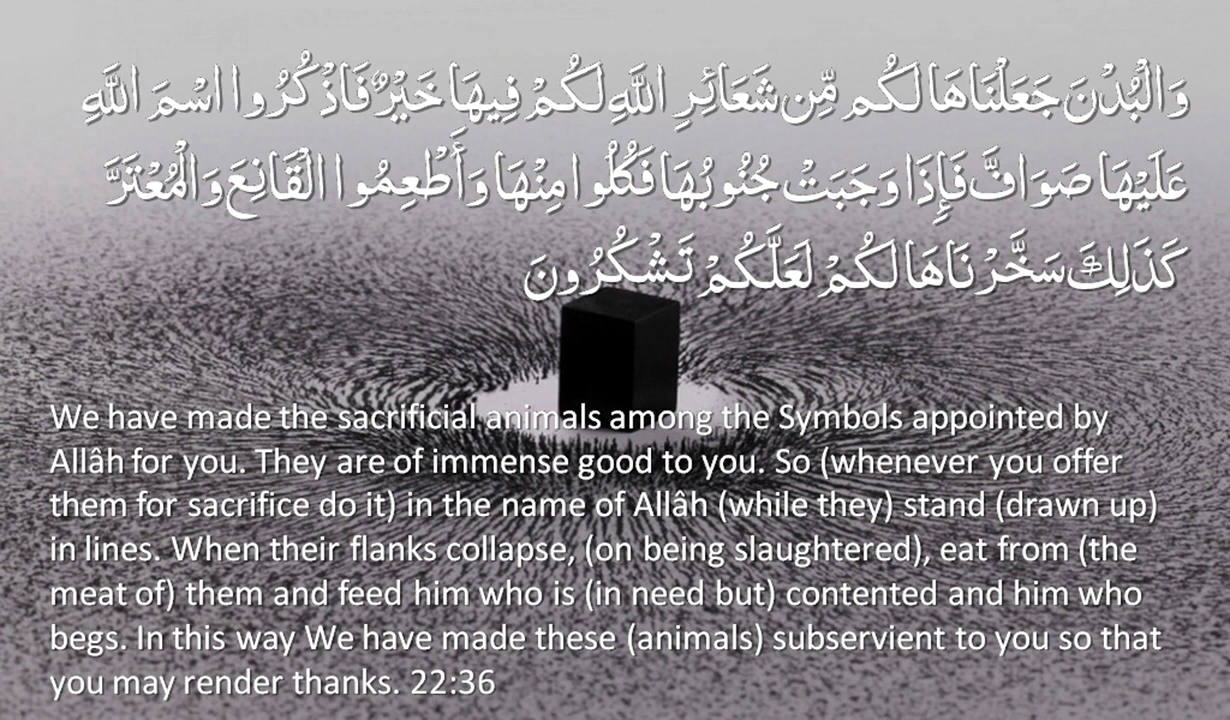 وَالْبُدْنَ جَعَلْنَاهَا لَكُم مِّن شَعَائِرِ اللَّهِ لَكُمْ فِيهَا خَيْرٌ فَاذْكُرُوا اسْمَ اللَّهِ
عَلَيْهَا صَوَافَّ فَإِذَا وَجَبَتْ جُنُوبُهَا فَكُلُوا مِنْهَا وَأَطْعِمُوا الْقَانِعَ وَالْمُعْتَرَّ
كَذَلِكَ سَخَّرْنَاهَا لَكُمْ لَعَلَّكُمْ تَشْكُرُونَ
We have made the sacrificial animals among the Symbols appointed by
Allâh for you. They are of immense good to you. So (whenever you offer
them for sacrifice do it) in the name of Allâh (while they) stand (drawn up)
in lines. When their flanks collapse, (on being slaughtered), eat from (the
meat of) them and feed him who is (in need but) contented and him who
begs. In this way We have made these (animals) subservient to you so that
you may render thanks. 22:36